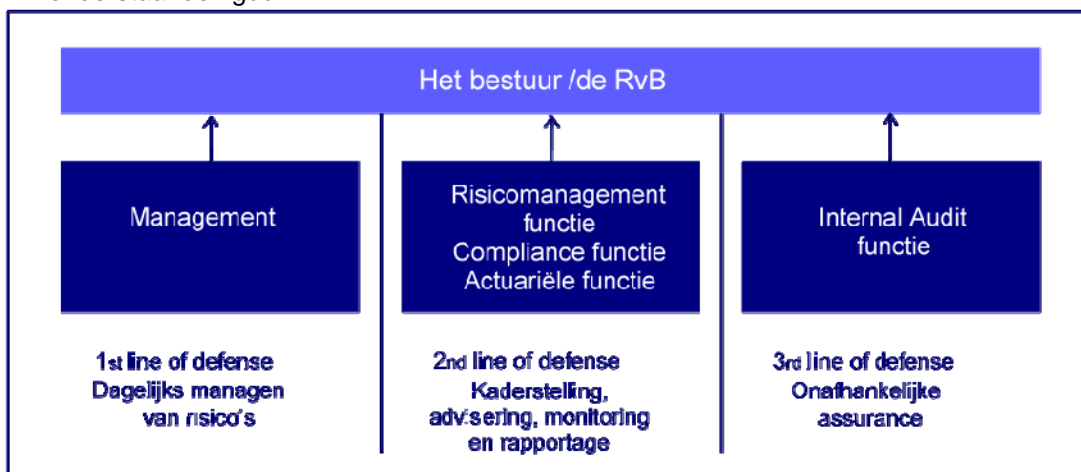 Het bestuur /de RvB
Management
Risicomanagement
functie
Compliance functie
Actuariële functie
Internal Audit
functie
1st line of defense
Dagelijks managen
van risico's
2nd line of defense
Kaderstelling,
advisering, monitoring
en rapportage
3rd line of defense
Onafhankelijke
assurance